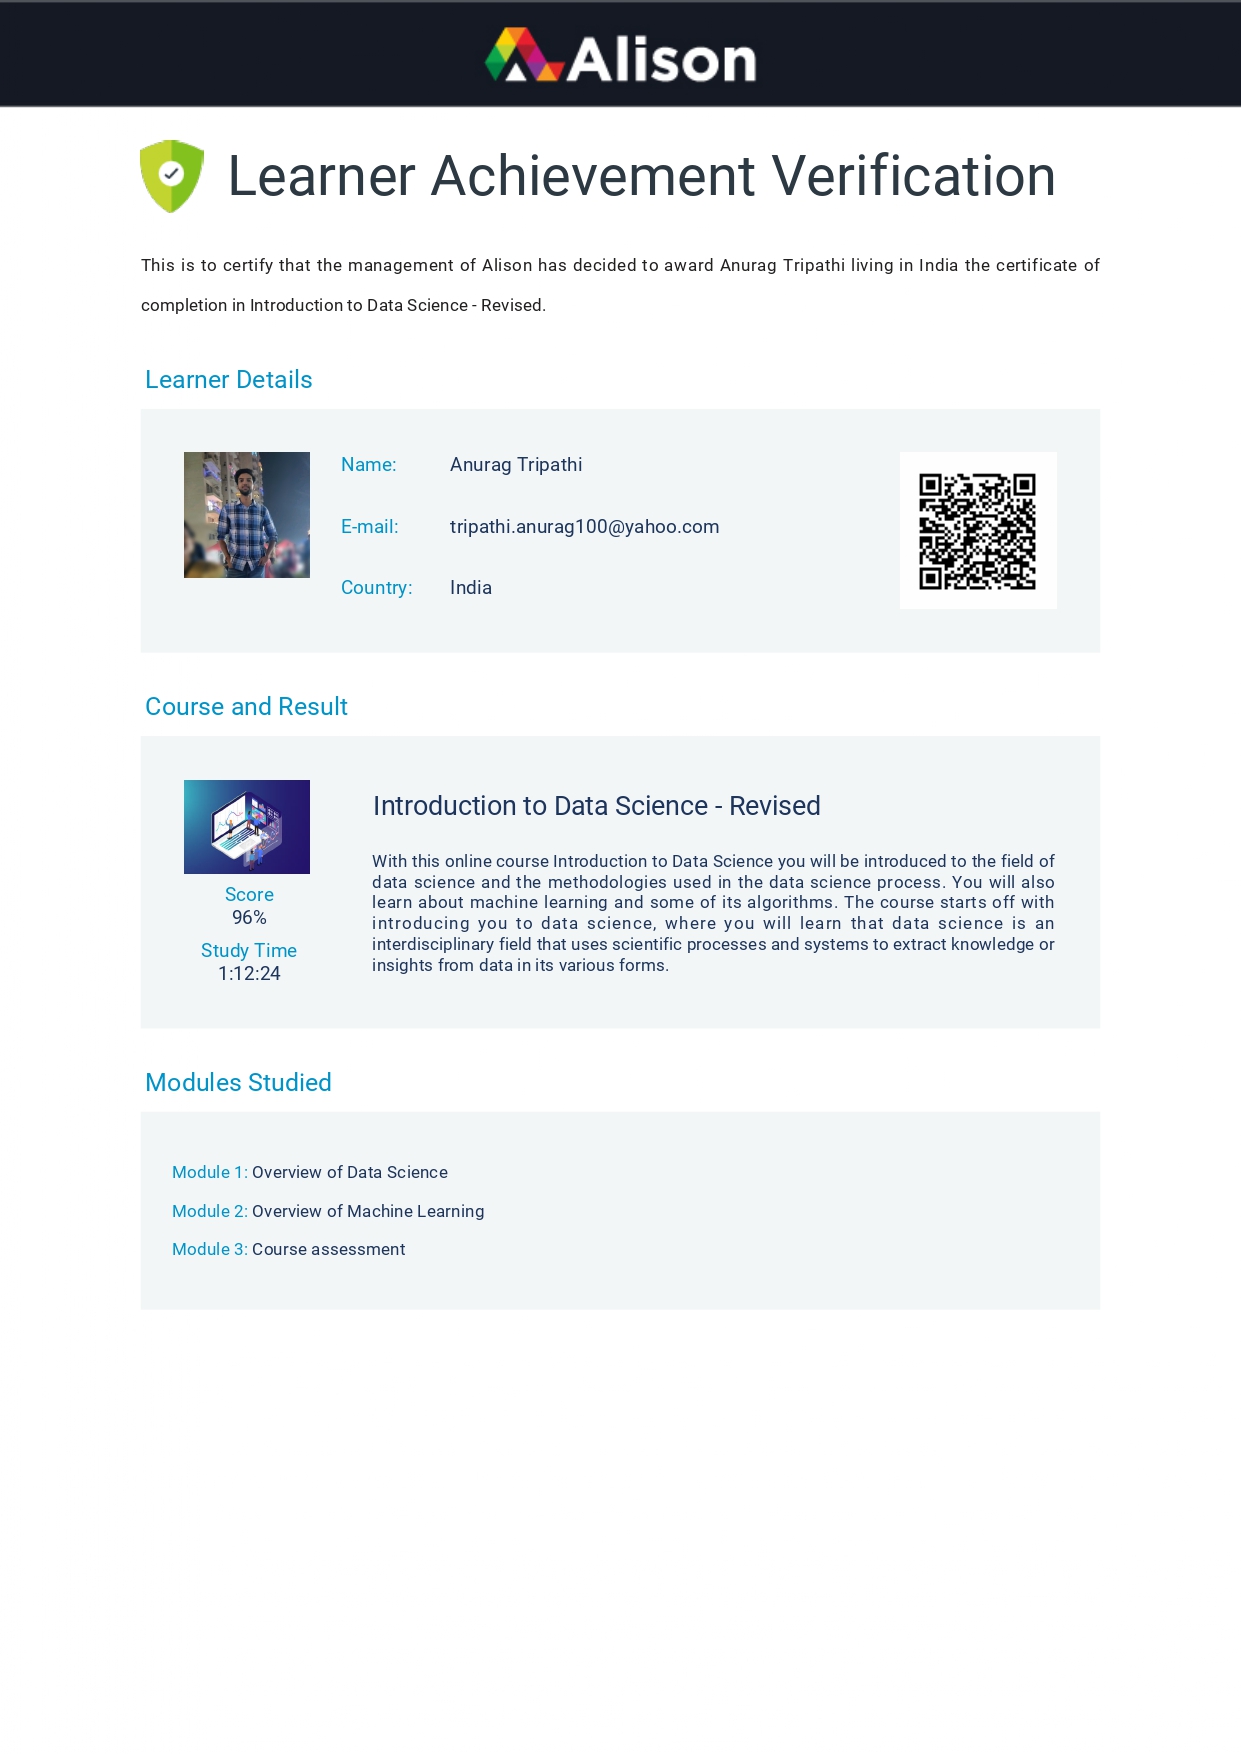 Alison
Learner Achievement Verification
This is to certify that the management of Alison has decided to award Anurag Tripathi living in India the certificate of
completion in Introduction to Data Science - Revised.
Learner Details
Name: Anurag Tripathi
E-mail: tripathi.anurag100@yahoo.com
Country: India
Course and Result
Introduction to Data Science - Revised
With this online course Introduction to Data Science you will be introduced to the field of
data science and the methodologies used in the data science process. You will also
learn about machine learning and some of its algorithms. The course starts off with
introducing you to data science, where you will learn that data science is an
interdisciplinary field that uses scientific processes and systems to extract knowledge or
insights from data in its various forms.
Score
96%
Study Time
1:12:24
Modules Studied
Module 1: Overview of Data Science
Module 2: Overview of Machine Learning
Module 3: Course assessment